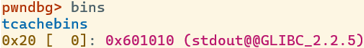 pwndbg> bins
tcachebins
0x20 [  0]: 0x601010 (stdout@@GLIBC_2.2.5)